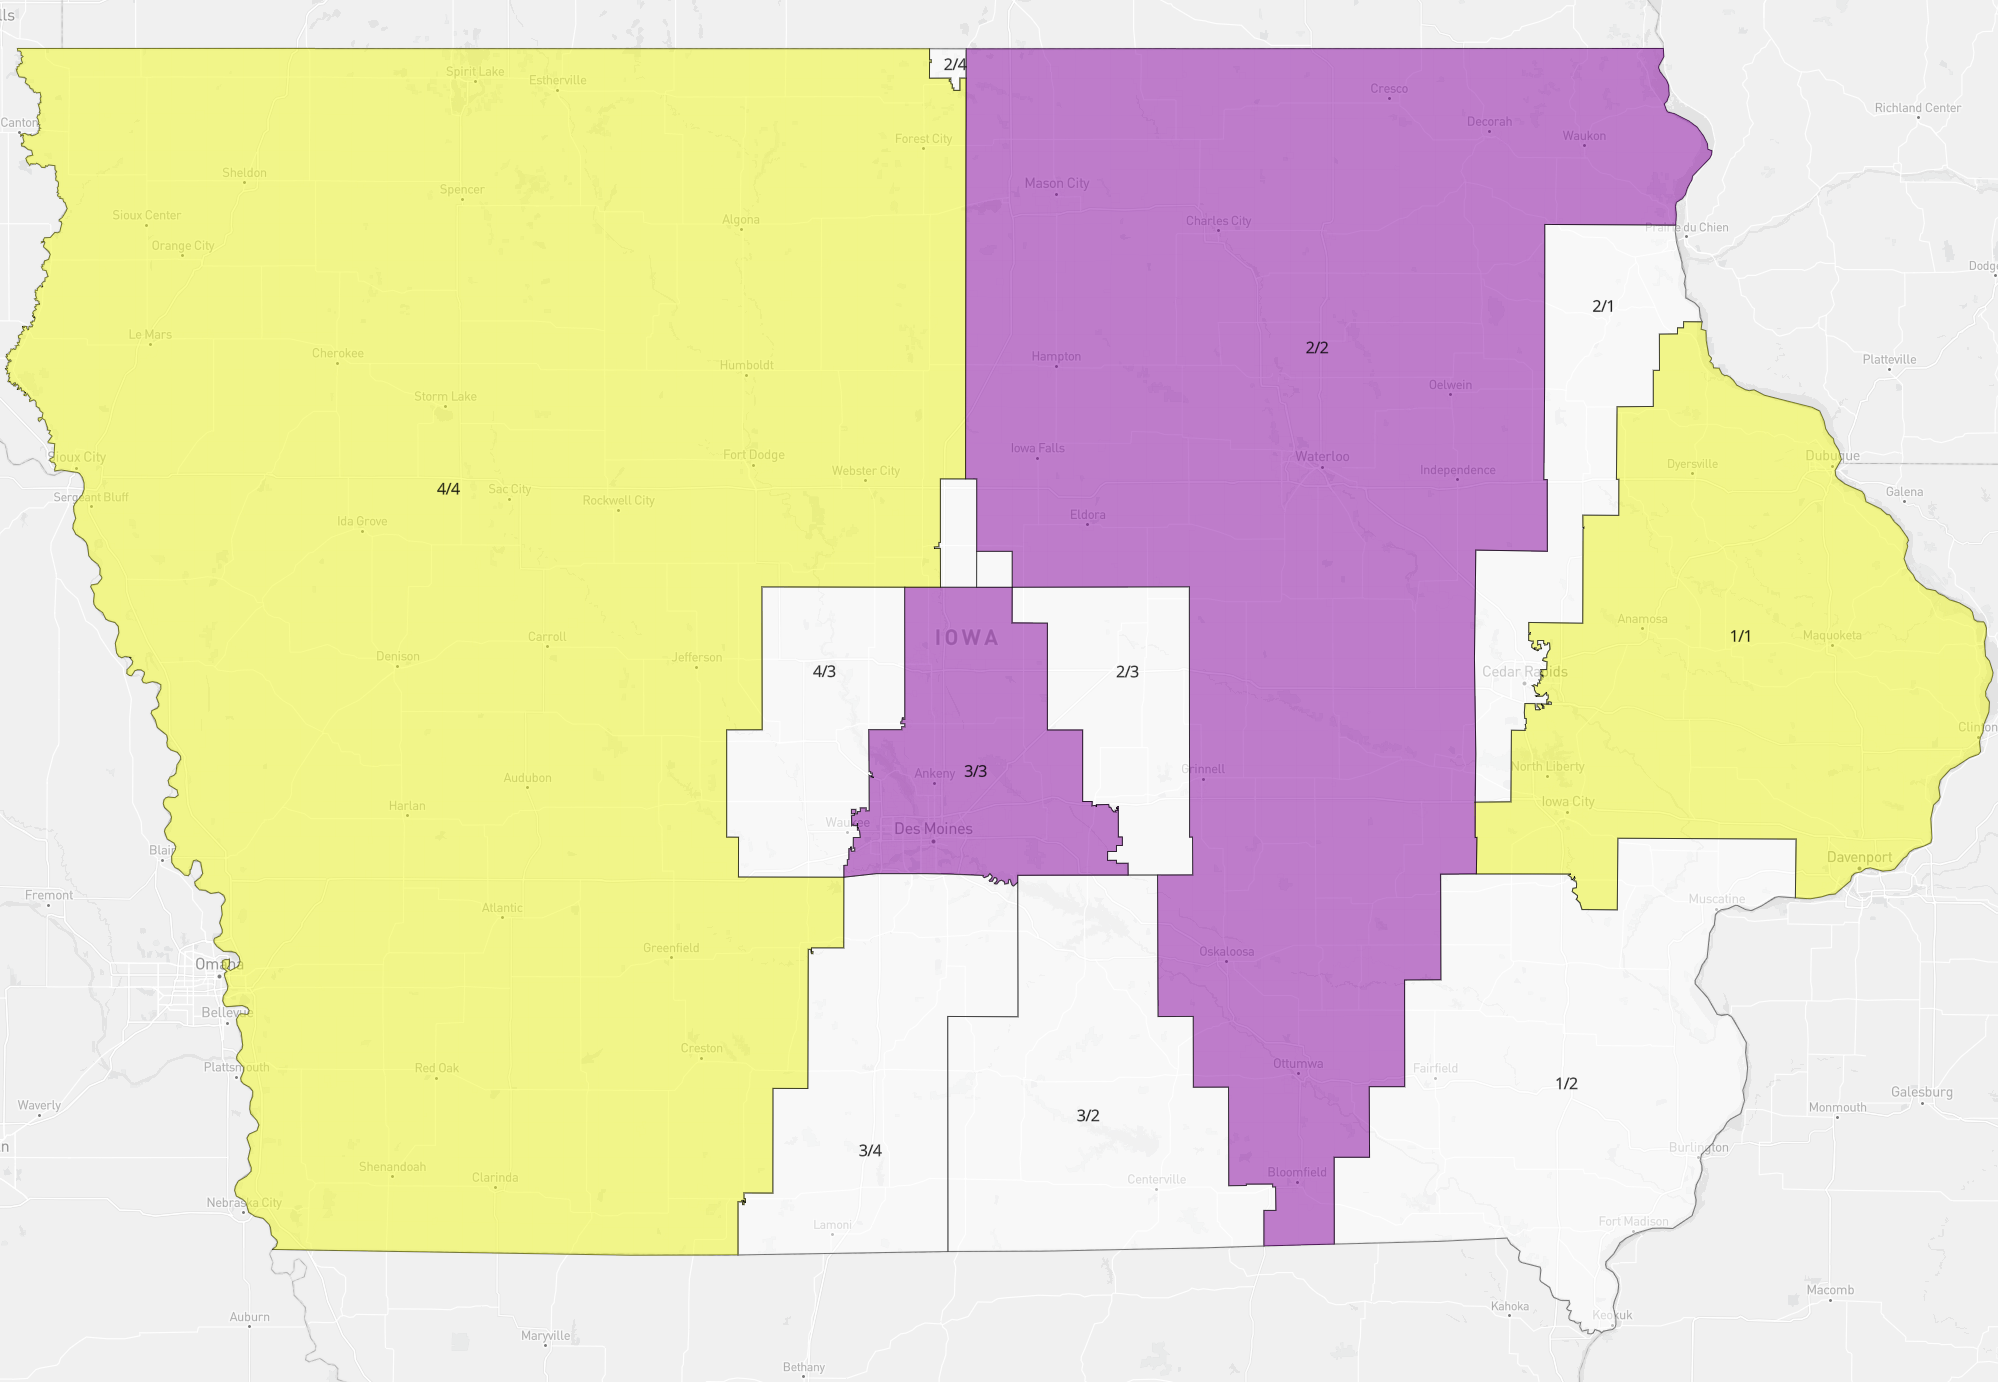 lls
2/4
Spirit Lake
Estherville
Cresco
Richland Center
Canton
Decorah
Waukon
Forest City
Sheldon
Spencer
Mason City
Sioux Center
Algona
Charles City
Prairie du Chien
Orange City
Dodge
2/1
Le Mars
2/2
Cherokee
Hampton
Platteville
Humboldt
Oelwein
Storm Lake
Iowa Falls
Sioux City
Fort Dodge
Waterloo
Dubuque
Webster City
Independence
Dyersville
4/4
Sac City
Galena
Sergeant Bluff
Rockwell City
Eldora
Ida Grove
Anamosa
Carroll
IOWA
1/1
Maquoketa
Denison
Jefferson
4/3
2/3
Cedar Rapids
Clinton
3/3
Ankeny
Grinnell
North Liberty
Audubon
Harlan
Iowa City
Waukee
Des Moines
Blair
Davenport
Fremont
Muscatine
Atlantic
Greenfield
Oskaloosa
Omaha
Bellevue
Creston
Plattsmouth
Red Oak
Ottumwa
Fairfield
1/2
Galesburg
Waverly
Monmouth
3/2
n
3/4
Burlington
Shenandoah
Clarinda
Bloomfield
Centerville
Nebraska City
Lamoni
Fort Madison
Macomb
Auburn
Kahoka
Keokuk
Maryville
Bethany